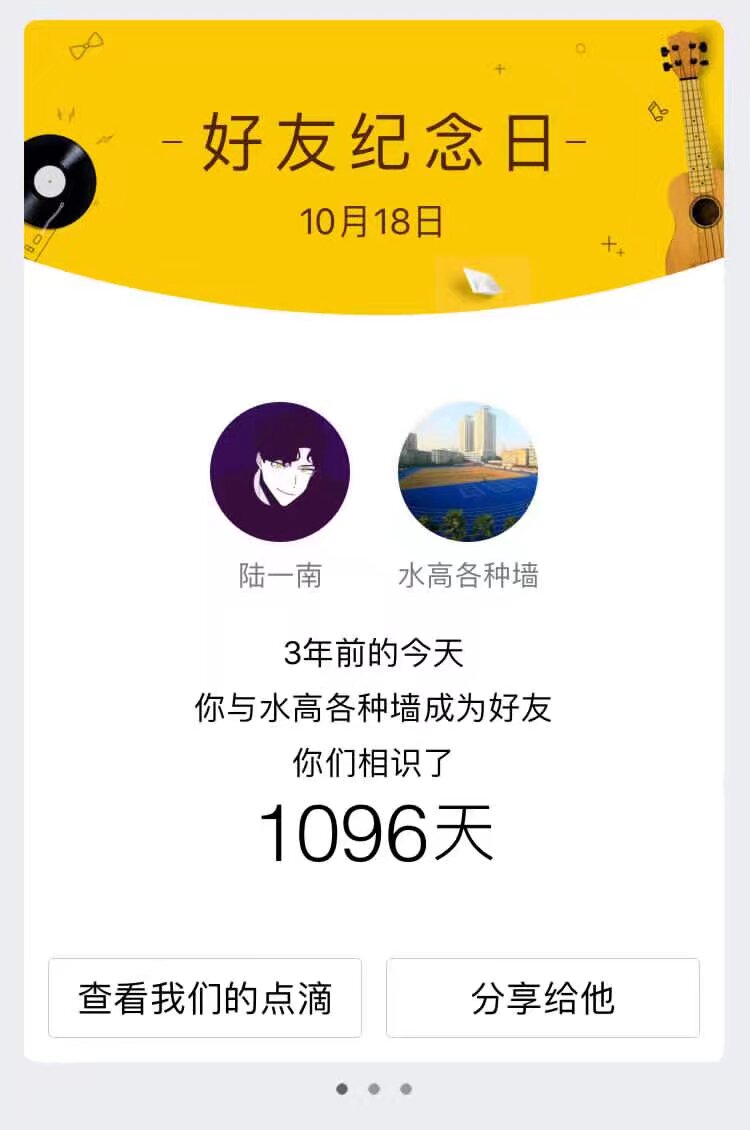 好友纪念日
10月18日
陆一南
水高各种墙
3年前的今天
你与水高各种墙成为好友
你们相识了
1096天
查看我们的点滴
分享给他